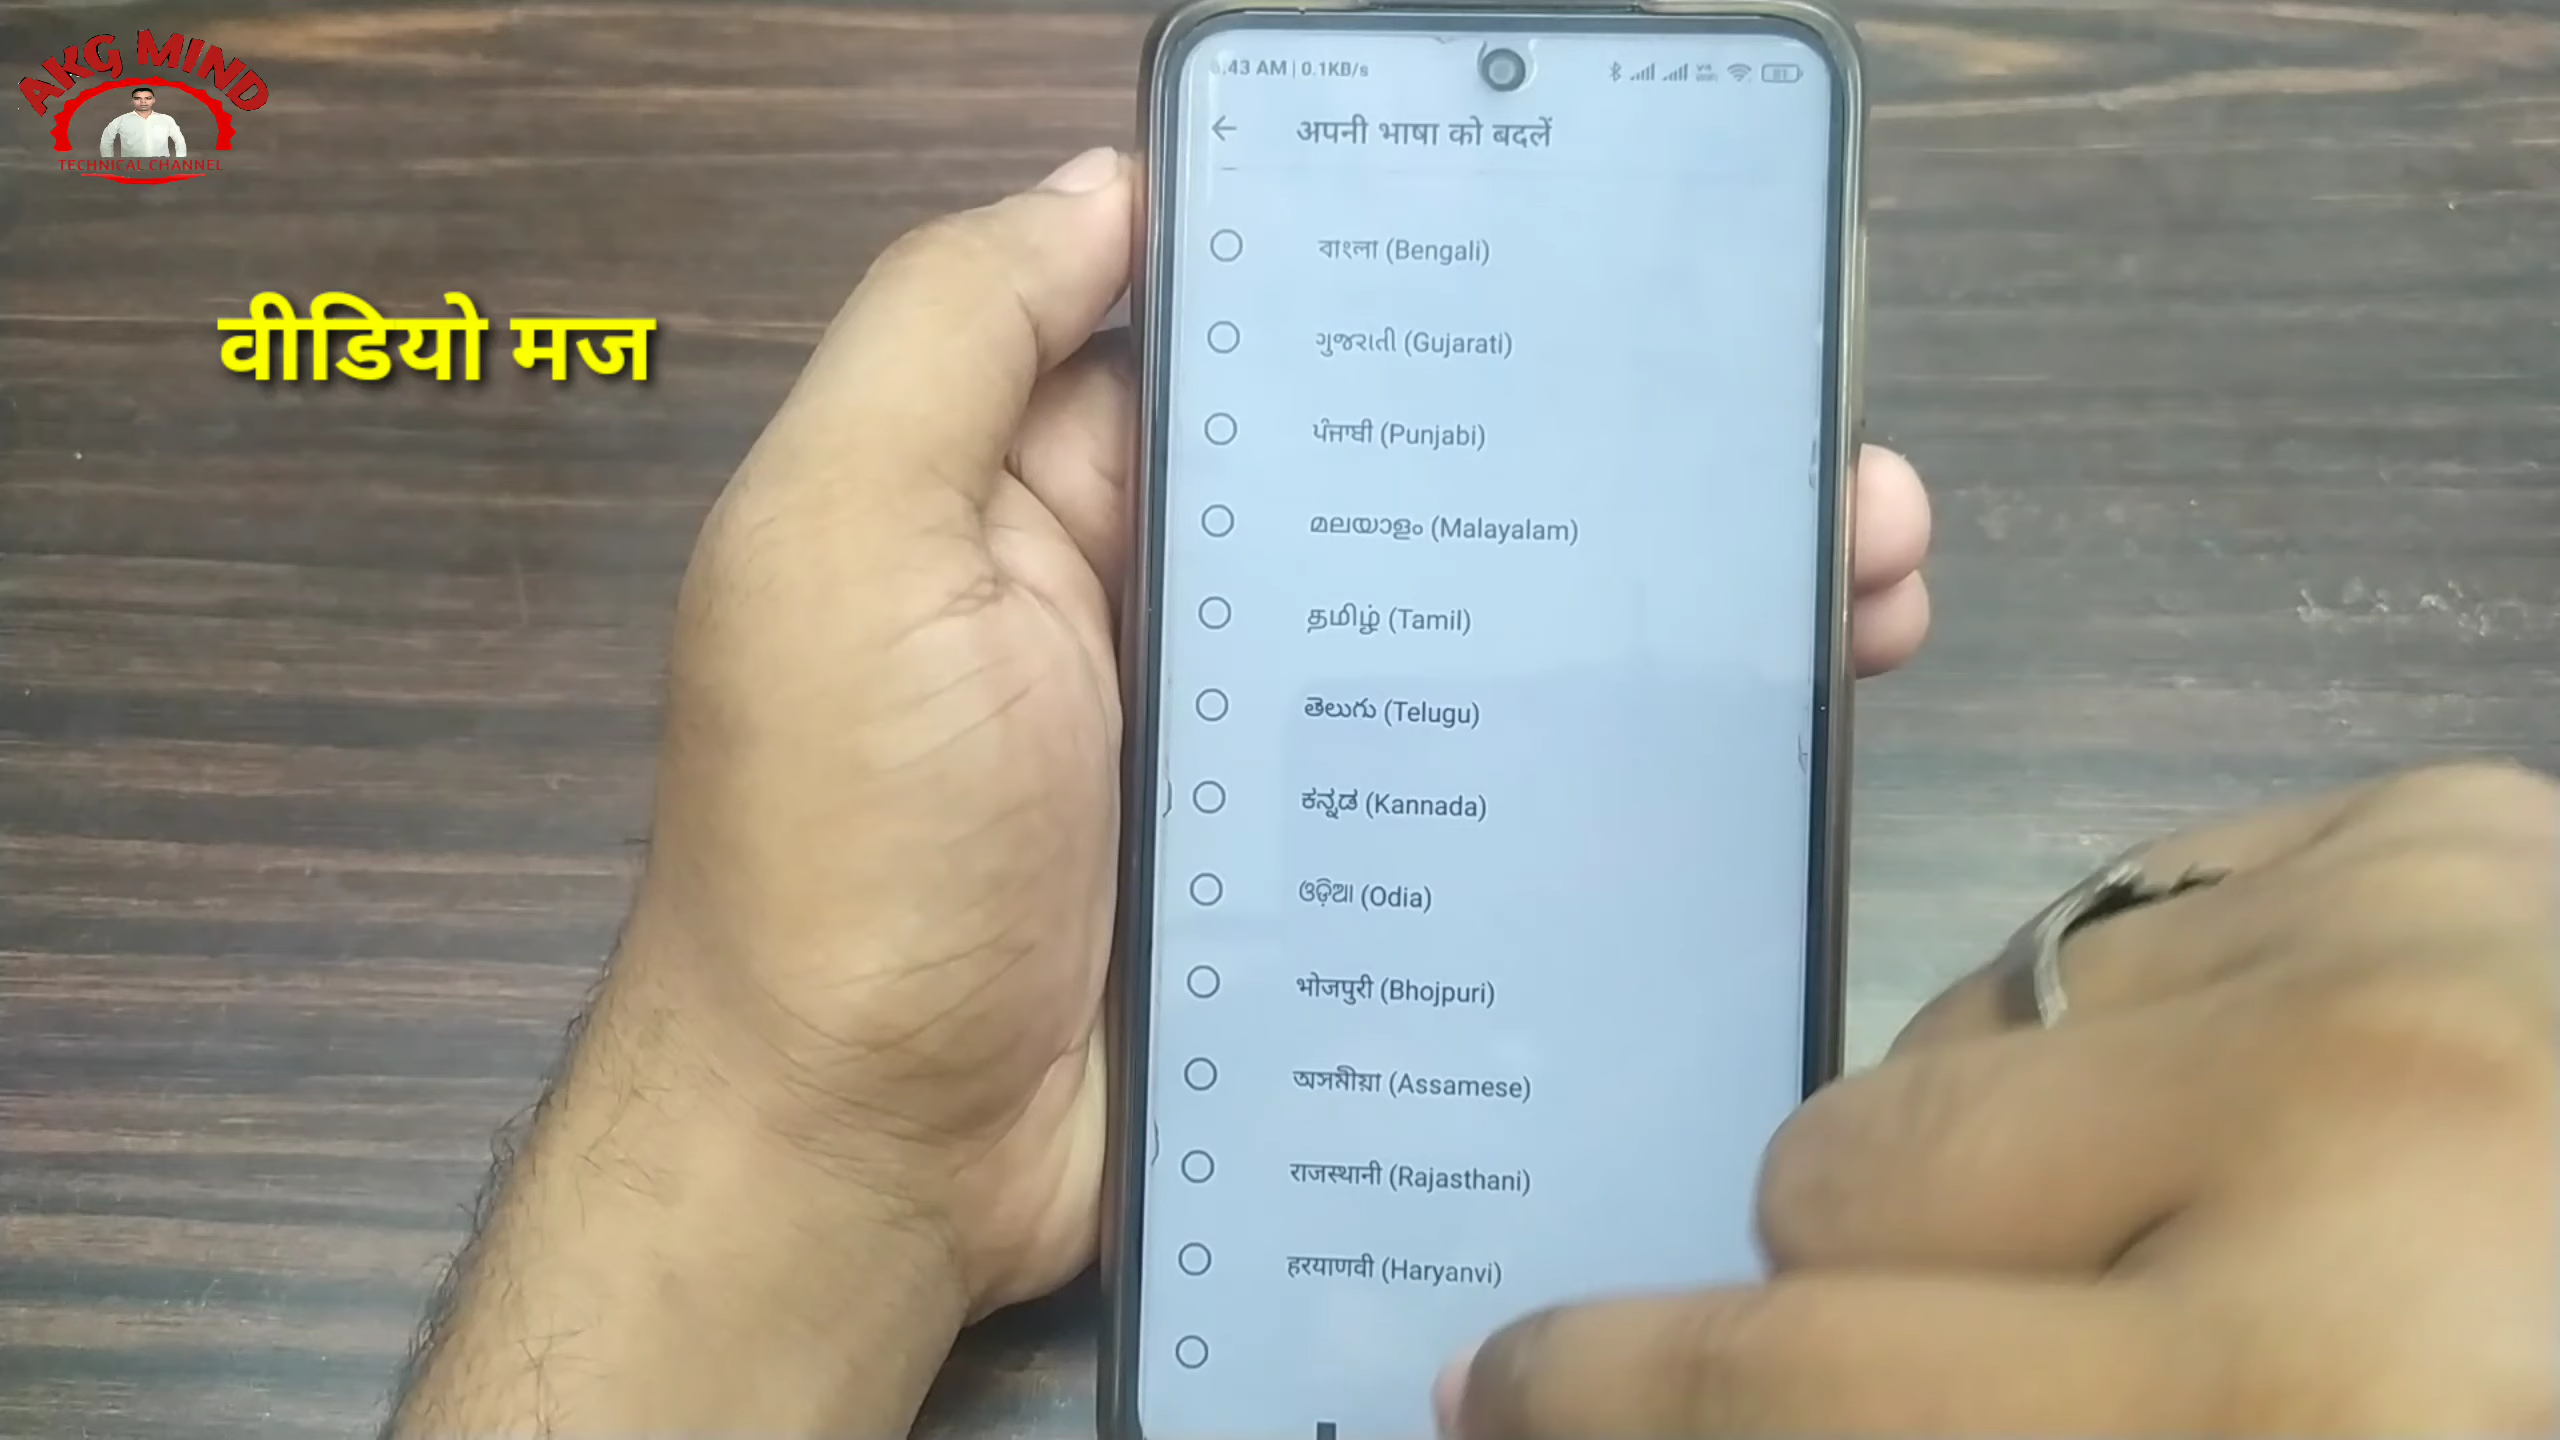 AKG MIND
TECHNICAL CHANNEL
वीडियो मज
:43 AM | 0.1KB/s
81
अपनी भाषा को बदलें
বাংলা (Bengali)
ગુજરાતી (Gujarati)
ਪੰਜਾਬੀ (Punjabi)
മലയാളം (Malayalam)
தமிழ் (Tamil)
తెలుగు (Telugu)
ಕನ್ನಡ (Kannada)
ଓଡ଼ିଆ (Odia)
भोजपुरी (Bhojpuri)
অসমীয়া (Assamese)
राजस्थानी (Rajasthani)
हरयाणवी (Haryanvi)